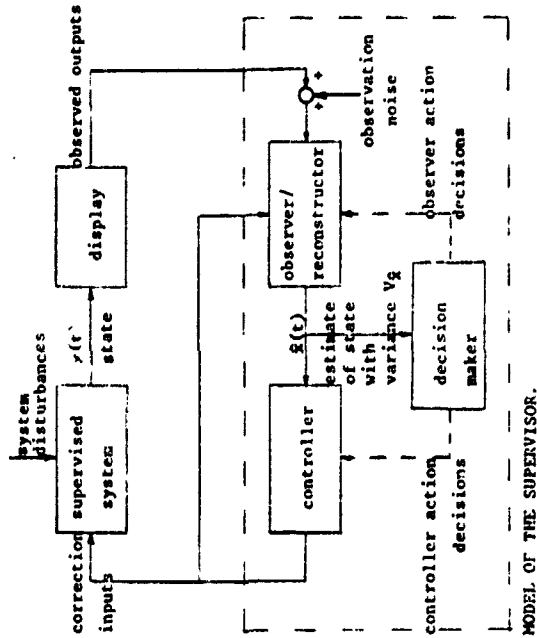 system
disturbances
correction
inputs
supervised
system
state
display
observed outputs
controller
x̂(t)
estimate
of state
with
variance Vx̂
observer/
reconstructor
+
+
observation
noise
controller action
decisions
decision
maker
observer action
decisions
MODEL OF THE SUPERVISOR.